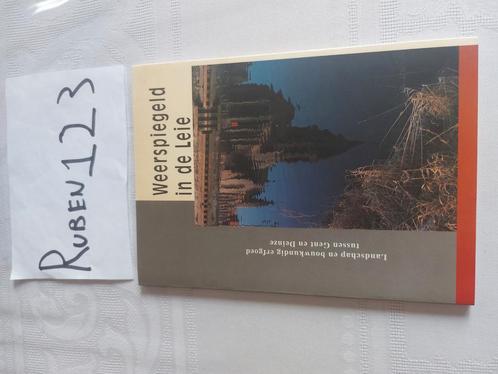 RUBEN123
Weerspiegeld
in de Leie
Landschap en bouwkundig erfgoed
tussen Gent en Deinze